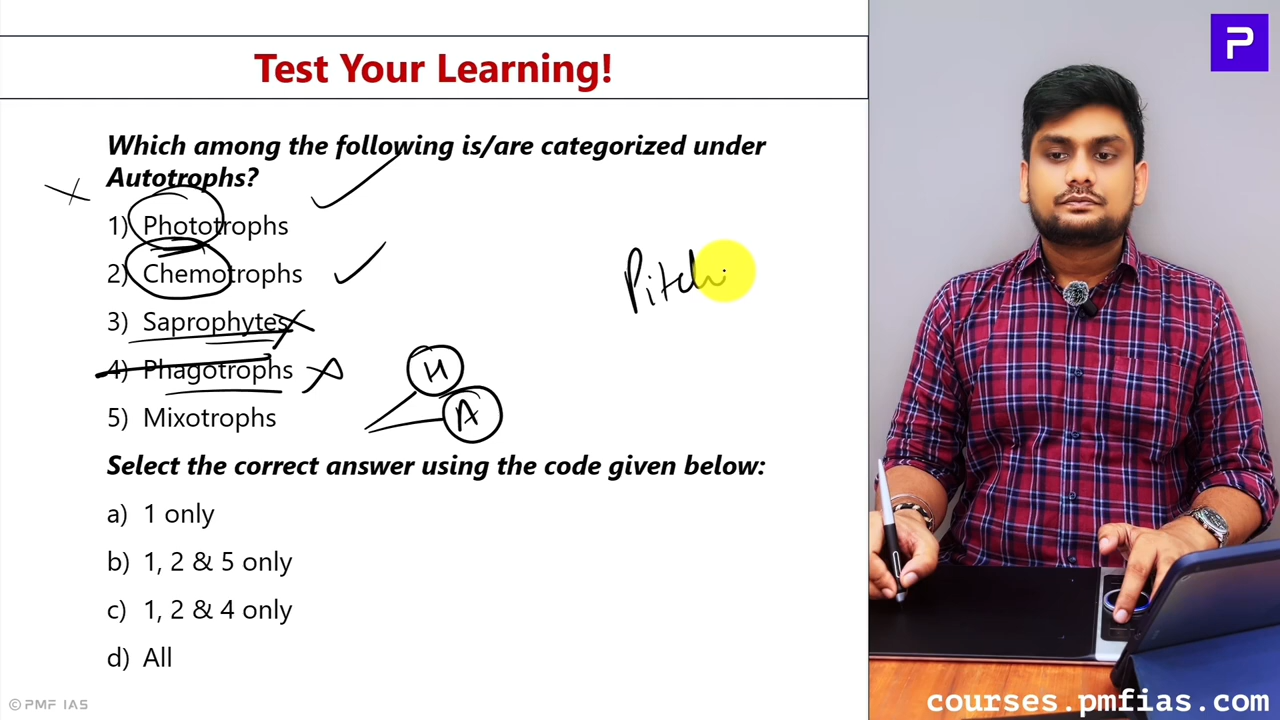 P
Test Your Learning!
Which among the following is/are categorized under
Autotrophs?
1) Phototrophs
2) Chemotrophs
Pitch
3) Saprophytes
4) Phagotrophs
H
5) Mixotrophs
A
Select the correct answer using the code given below:
a) 1 only
b) 1, 2 & 5 only
c) 1, 2 & 4 only
d) All
© PMF IAS
courses.pmfias.com